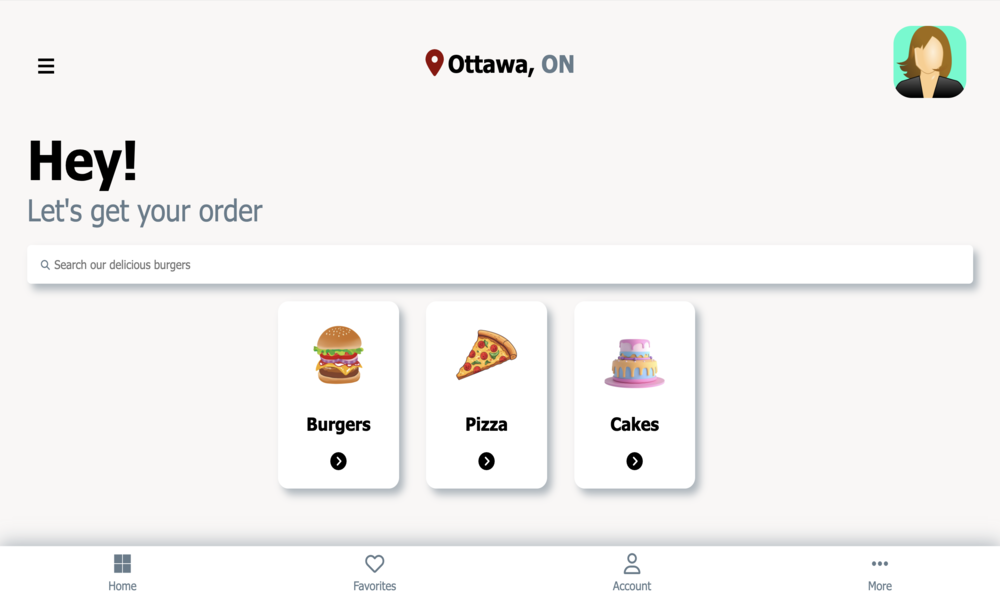 Ottawa, ON
Hey!
Let's get your order
Search our delicious burgers
Burgers
Pizza
Cakes
Home
Favorites
Account
More